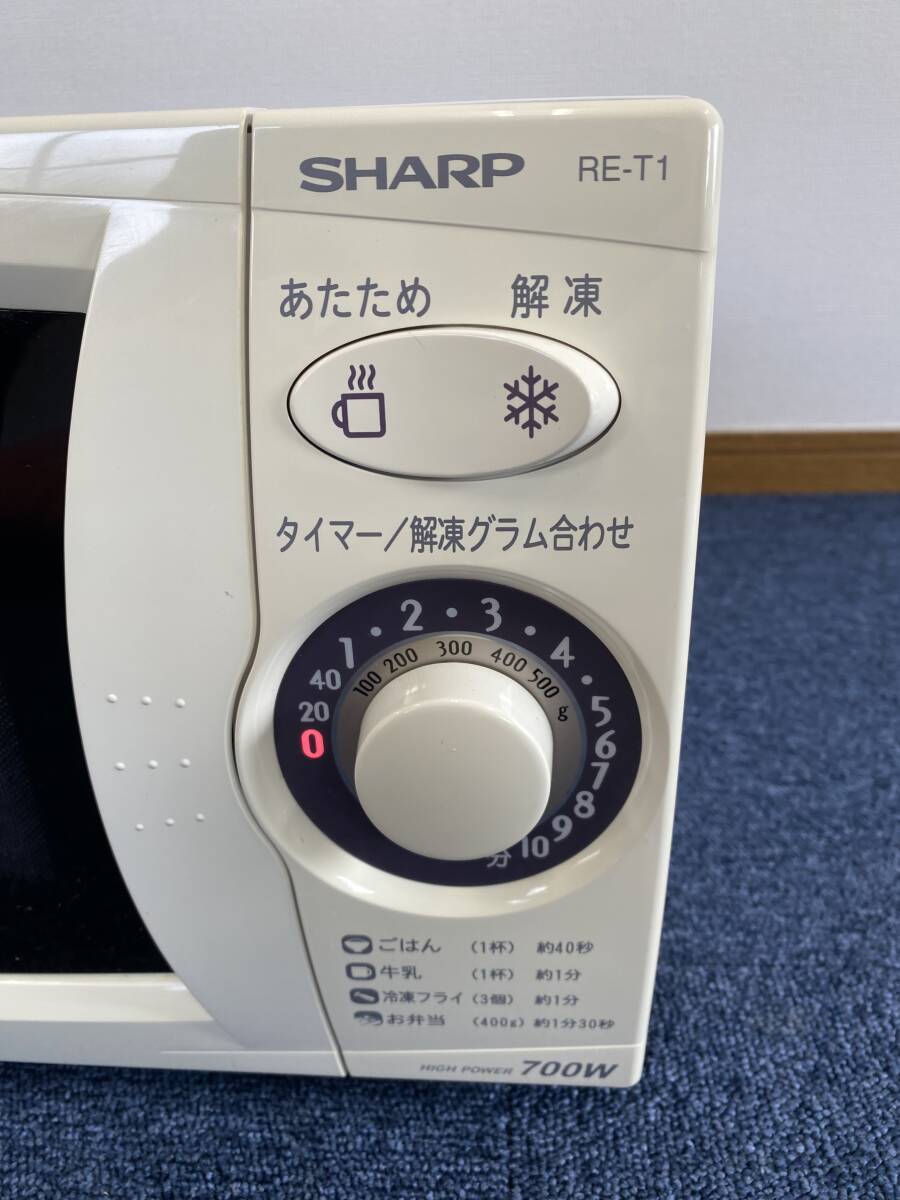 SHARP RE-T1
あたため 解凍
タイマー/解凍グラム合わせ
0 20 40 1 · 2 · 3 · 4 · 5 6 7 8 9 10 分
100 200 300 400 500 g
ごはん (1杯) 約40秒
牛乳 (1杯) 約1分
冷凍フライ (3個) 約1分
お弁当 (400g) 約1分30秒
HIGH POWER 700W